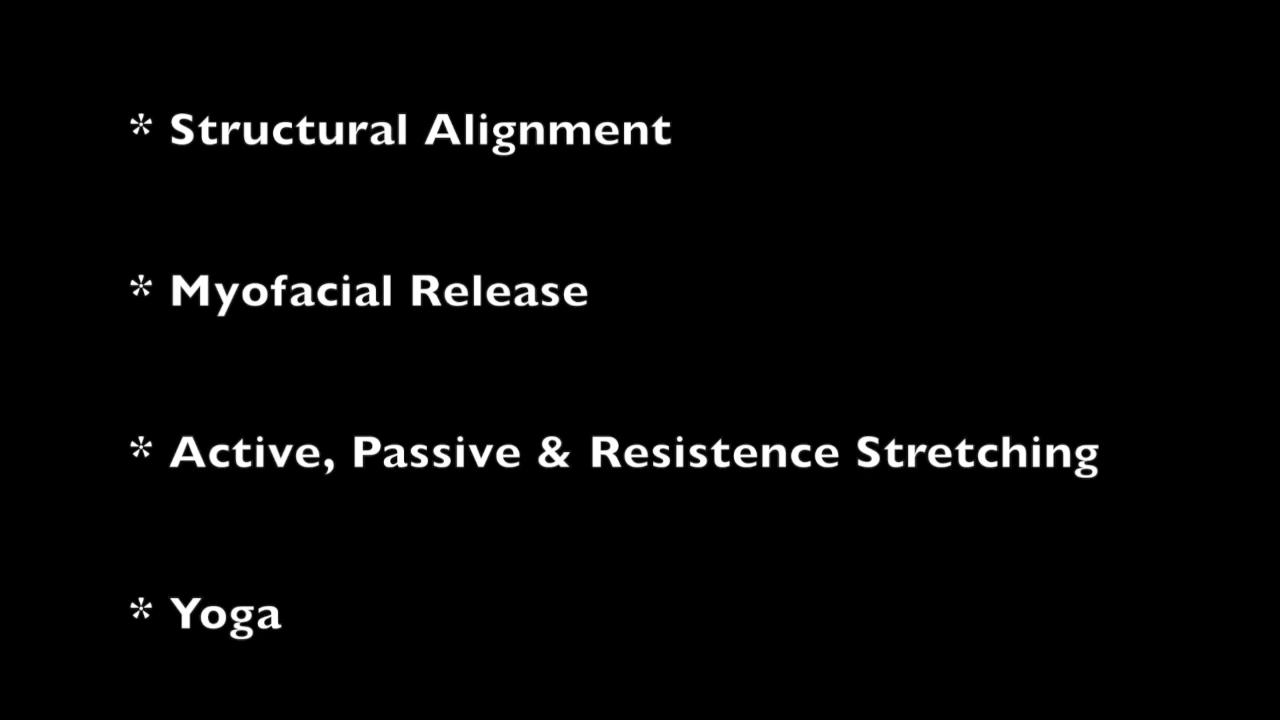 * Structural Alignment
* Myofacial Release
* Active, Passive & Resistence Stretching
* Yoga